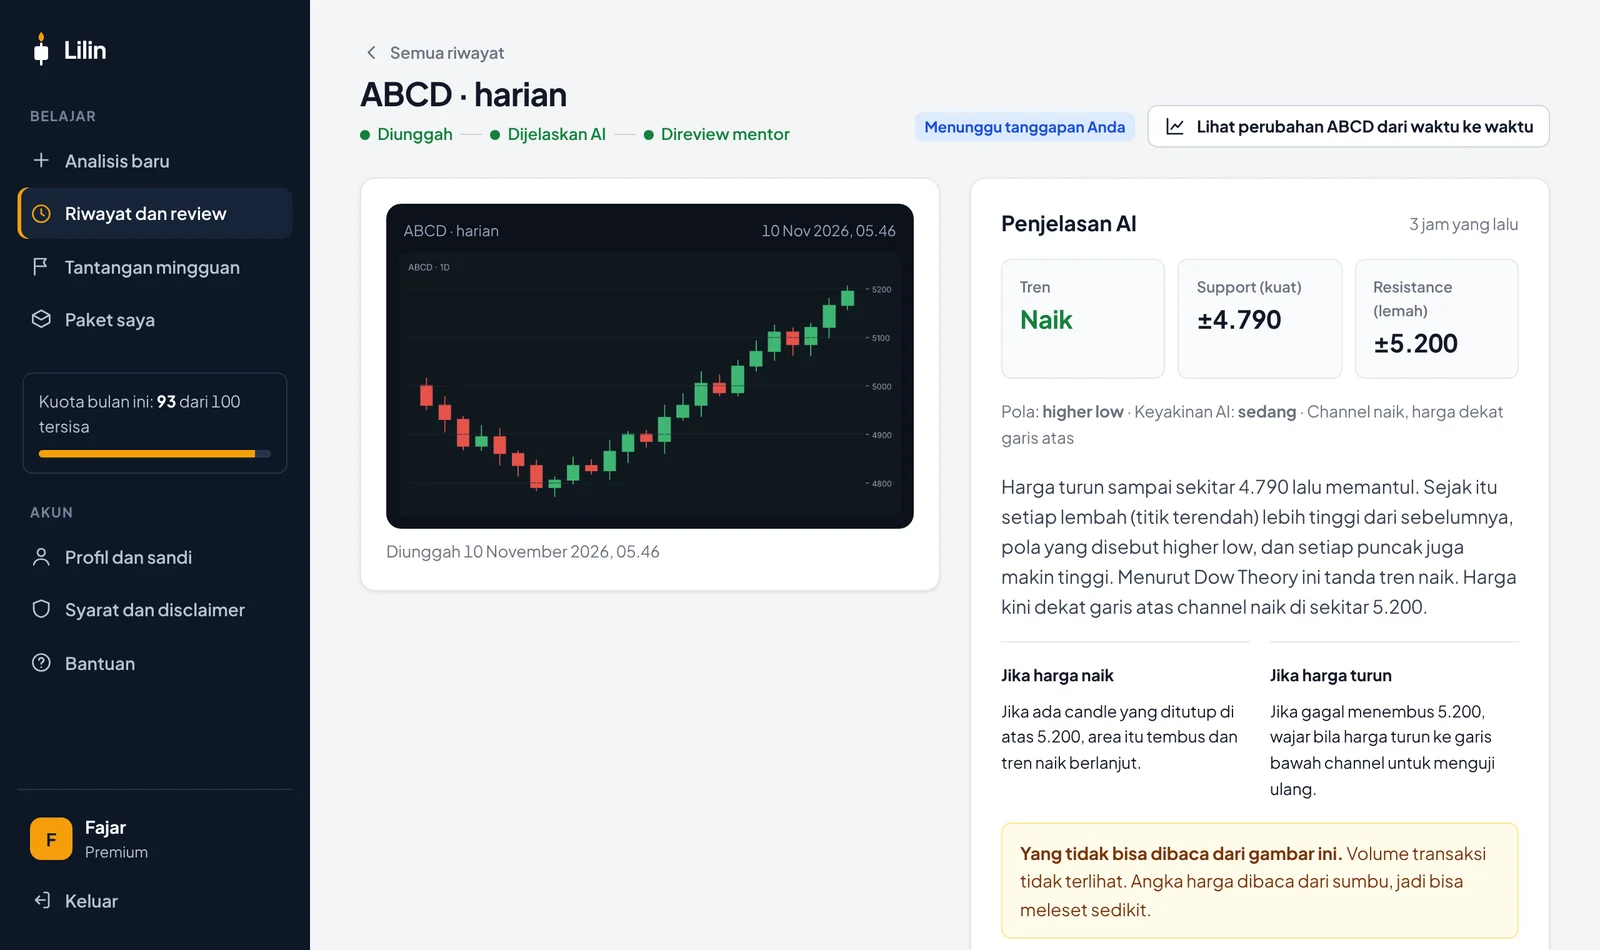 Lilin
BELAJAR
Analisis baru
Riwayat dan review
Tantangan mingguan
Paket saya
Kuota bulan ini: 93 dari 100
tersisa
AKUN
Profil dan sandi
Syarat dan disclaimer
Bantuan
F
Fajar
Premium
Keluar
Semua riwayat
ABCD · harian
Diunggah
Dijelaskan AI
Direview mentor
Menunggu tanggapan Anda
Lihat perubahan ABCD dari waktu ke waktu
ABCD · harian
10 Nov 2026, 05.46
ABCD · 1D
5200
5100
5000
4900
4800
Diunggah 10 November 2026, 05.46
Penjelasan AI
3 jam yang lalu
Tren
Naik
Support (kuat)
±4.790
Resistance
(lemah)
±5.200
Pola: higher low · Keyakinan AI: sedang · Channel naik, harga dekat
garis atas
Harga turun sampai sekitar 4.790 lalu memantul. Sejak itu
setiap lembah (titik terendah) lebih tinggi dari sebelumnya,
pola yang disebut higher low, dan setiap puncak juga
makin tinggi. Menurut Dow Theory ini tanda tren naik. Harga
kini dekat garis atas channel naik di sekitar 5.200.
Jika harga naik
Jika ada candle yang ditutup di
atas 5.200, area itu tembus dan
tren naik berlanjut.
Jika harga turun
Jika gagal menembus 5.200,
wajar bila harga turun ke garis
bawah channel untuk menguji
ulang.
Yang tidak bisa dibaca dari gambar ini. Volume transaksi
tidak terlihat. Angka harga dibaca dari sumbu, jadi bisa
meleset sedikit.